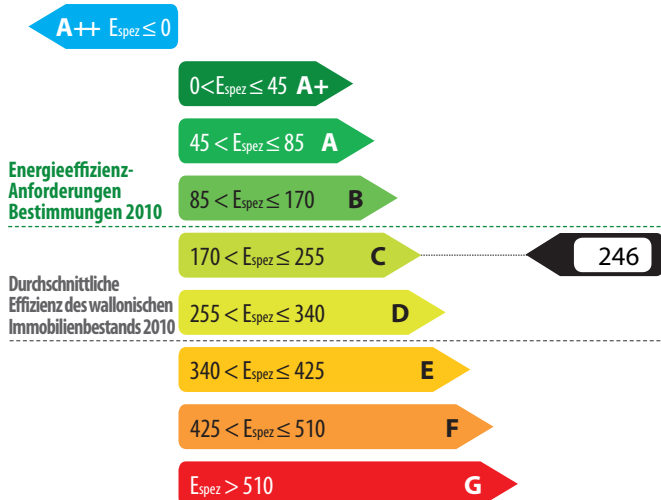 A++ Espez ≤ 0
0<Espez ≤ 45 A+
45 < Espez ≤ 85 A
Energieeffizienz-
Anforderungen
Bestimmungen 2010
85 < Espez ≤ 170 B
170 < Espez ≤ 255 C
246
Durchschnittliche
Effizienz des wallonischen
Immobilienbestands 2010
255 < Espez ≤ 340 D
340 < Espez ≤ 425 E
425 < Espez ≤ 510 F
Espez > 510 G